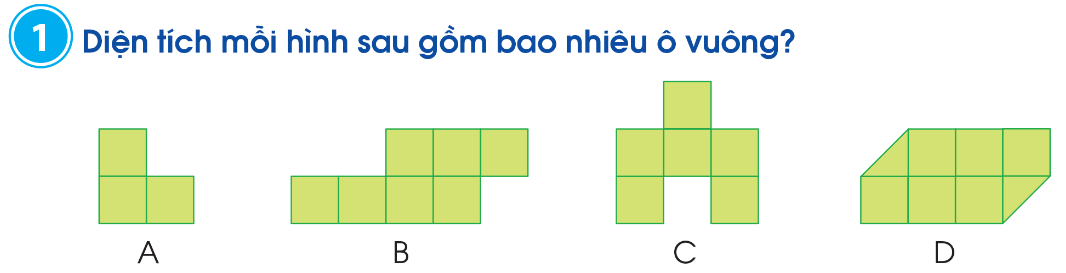 1 Diện tích mỗi hình sau gồm bao nhiêu ô vuông?
A B C D